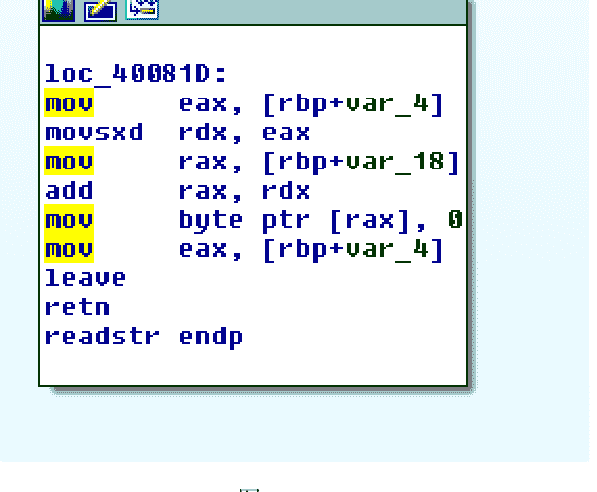 loc_40081D:
mov eax, [rbp+var_4]
movsxd rdx, eax
mov rax, [rbp+var_18]
add rax, rdx
mov byte ptr [rax], 0
mov eax, [rbp+var_4]
leave
retn
readstr endp